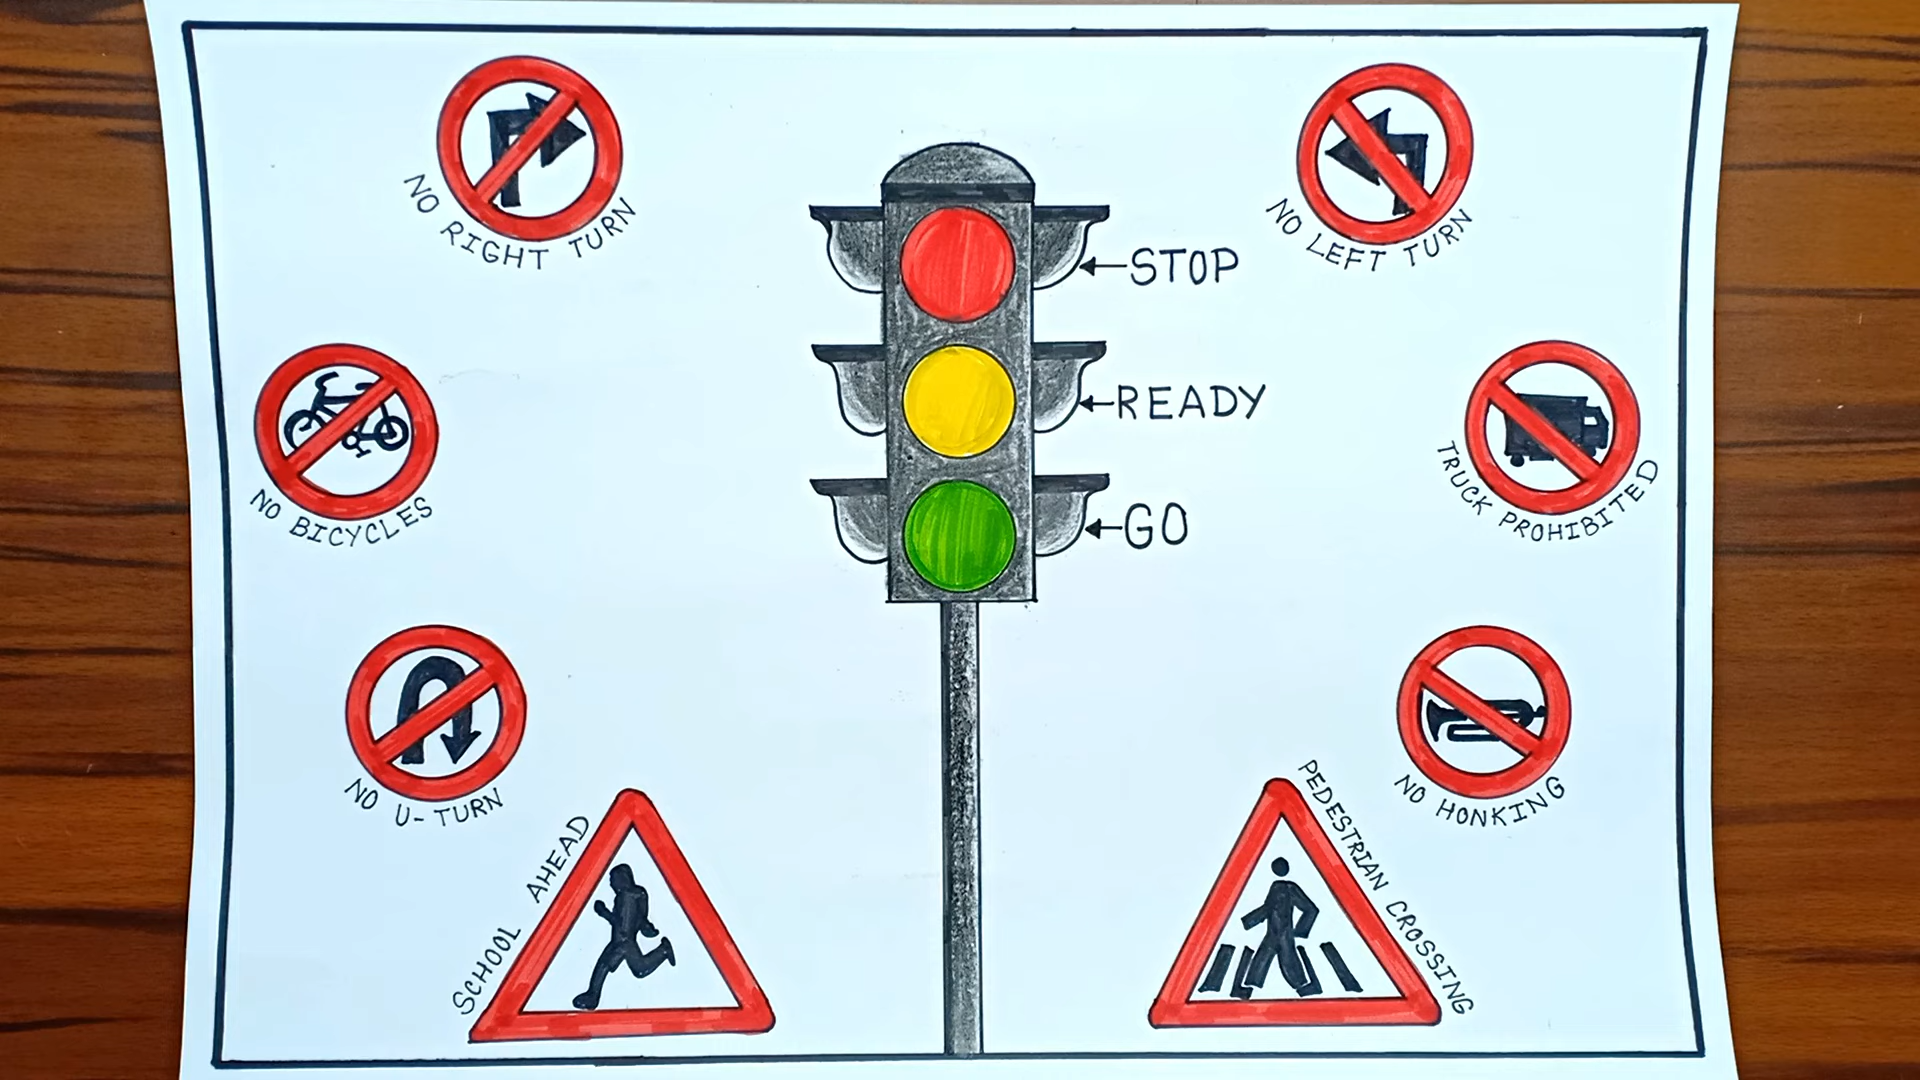 NO RIGHT TURN
NO LEFT TURN
STOP
NO BICYCLES
READY
TRUCK PROHIBITED
GO
NO U-TURN
NO HONKING
SCHOOL AHEAD
PEDESTRIAN CROSSING